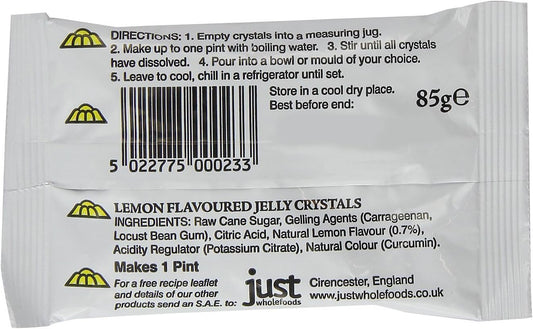 DIRECTIONS: 1. Empty crystals into a measuring jug.
2. Make up to one pint with boiling water. 3. Stir until all crystals
have dissolved. 4. Pour into a bowl or mould of your choice.
5. Leave to cool, chill in a refrigerator until set.
Store in a cool dry place.
Best before end:
85g℮
5 022775 000233
LEMON FLAVOURED JELLY CRYSTALS
INGREDIENTS: Raw Cane Sugar, Gelling Agents (Carrageenan,
Locust Bean Gum), Citric Acid, Natural Lemon Flavour (0.7%),
Acidity Regulator (Potassium Citrate), Natural Colour (Curcumin).
Makes 1 Pint
For a free recipe leaflet
and details of our other
products send an S.A.E. to:
just
wholefoods
Cirencester, England
www.justwholefoods.co.uk